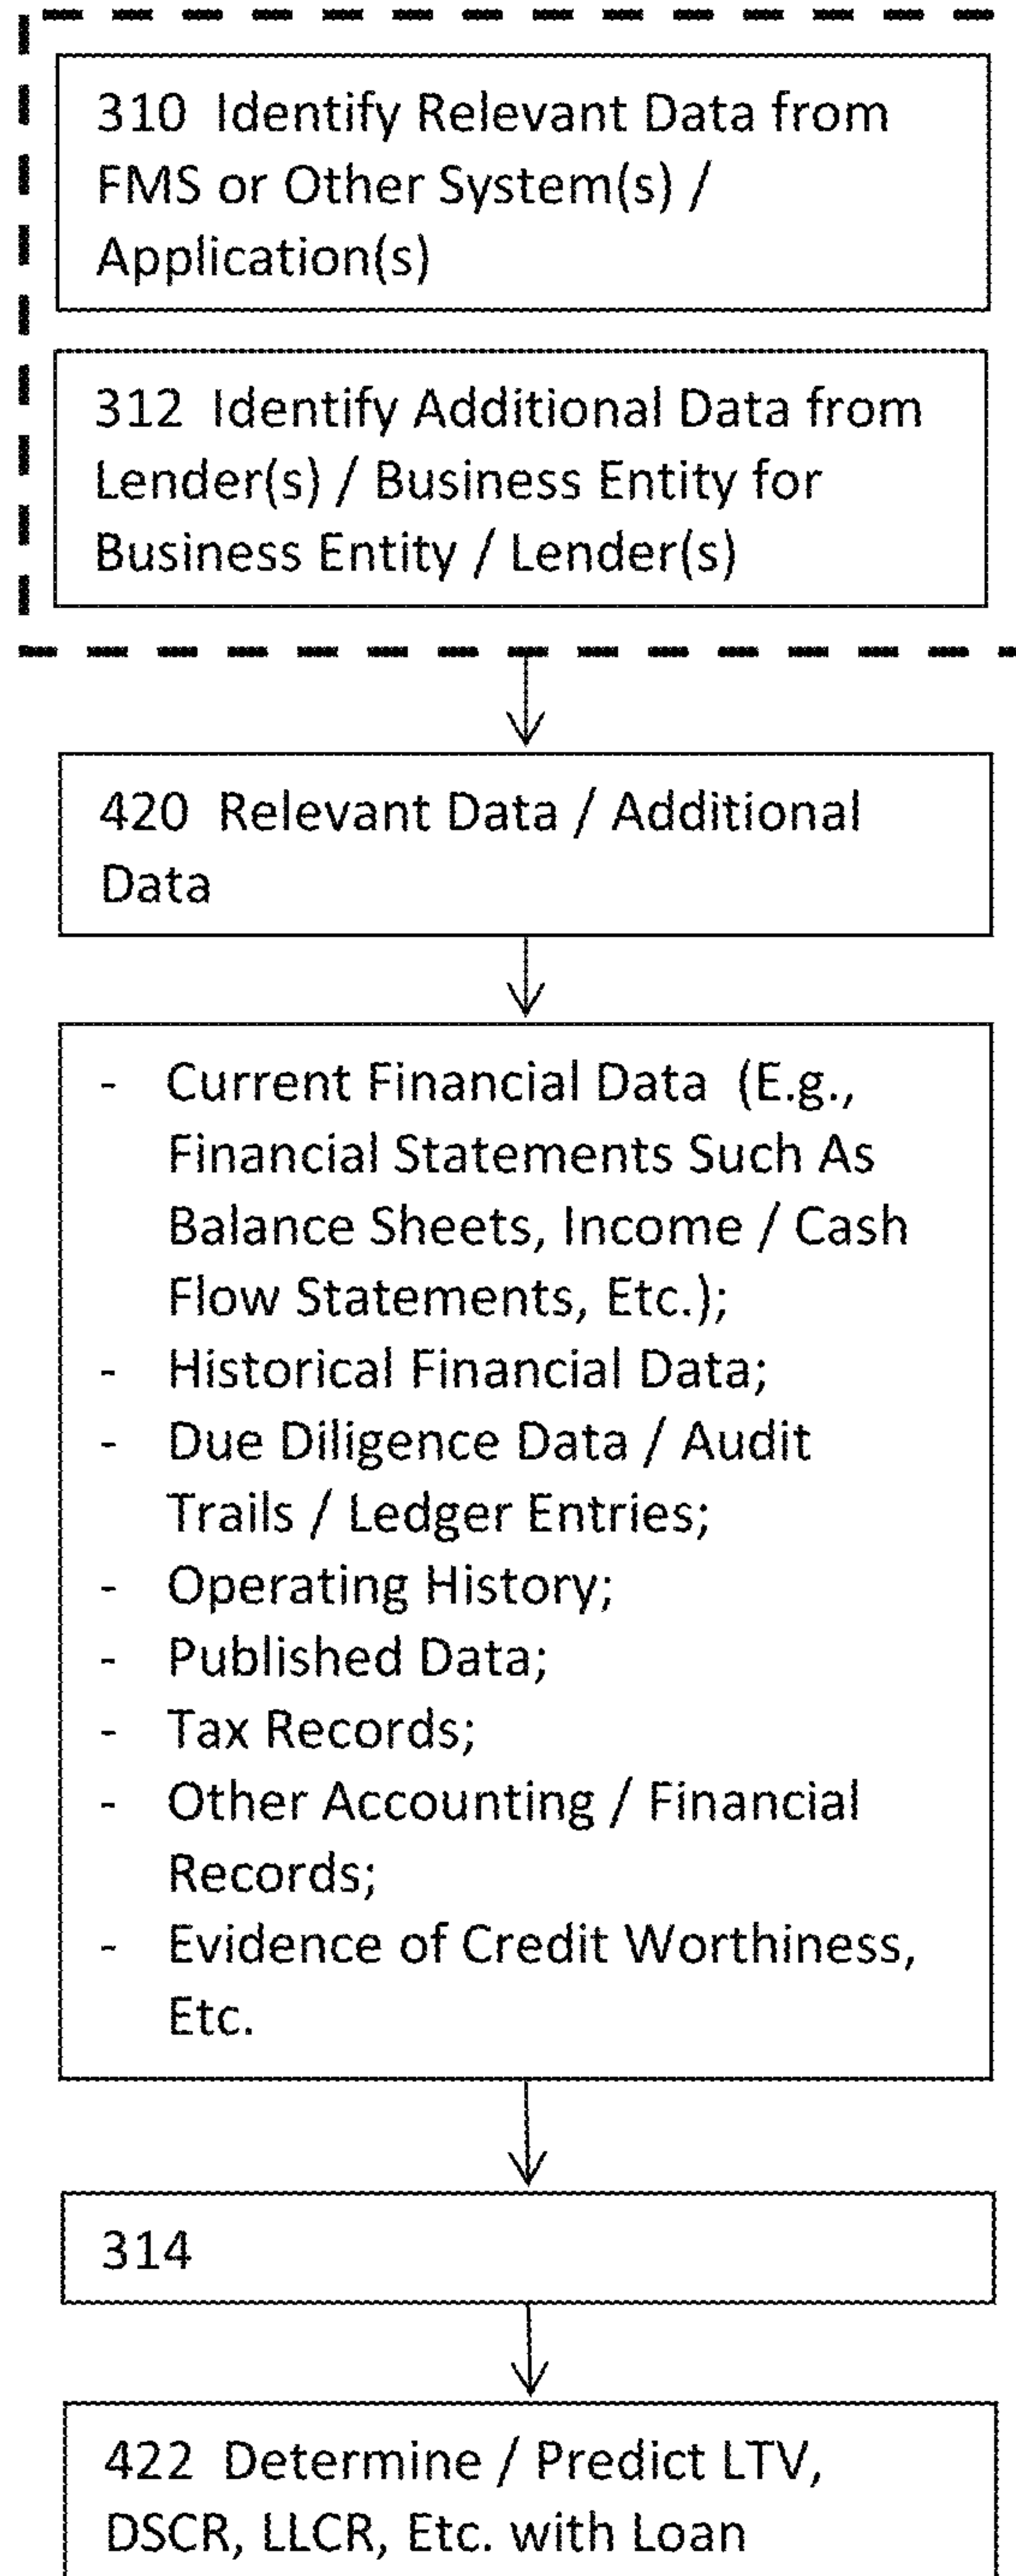 310 Identify Relevant Data from
FMS or Other System(s) /
Application(s)
312 Identify Additional Data from
Lender(s) / Business Entity for
Business Entity / Lender(s)
420 Relevant Data / Additional
Data
- Current Financial Data (E.g.,
Financial Statements Such As
Balance Sheets, Income / Cash
Flow Statements, Etc.);
- Historical Financial Data;
- Due Diligence Data / Audit
Trails / Ledger Entries;
- Operating History;
- Published Data;
- Tax Records;
- Other Accounting / Financial
Records;
- Evidence of Credit Worthiness,
Etc.
314
422 Determine / Predict LTV,
DSCR, LLCR, Etc. with Loan